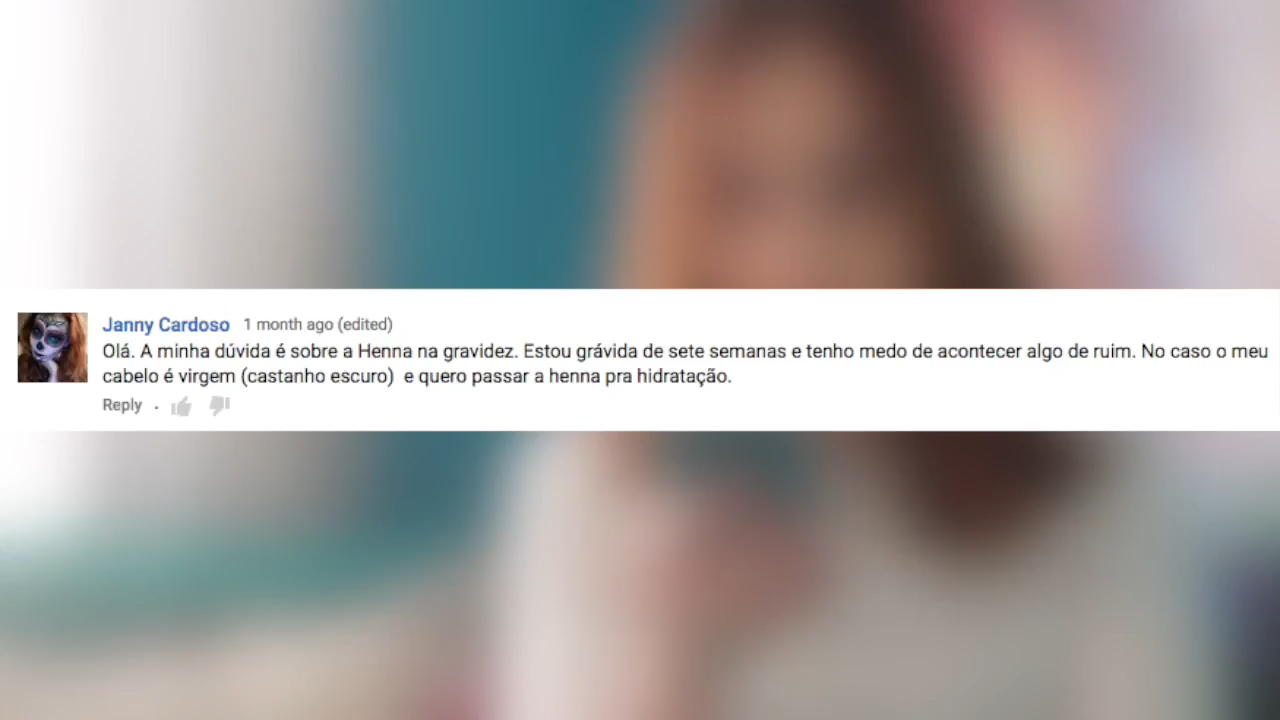 Janny Cardoso 1 month ago (edited)
Olá. A minha dúvida é sobre a Henna na gravidez. Estou grávida de sete semanas e tenho medo de acontecer algo de ruim. No caso o meu
cabelo é virgem (castanho escuro) e quero passar a henna pra hidratação.
Reply